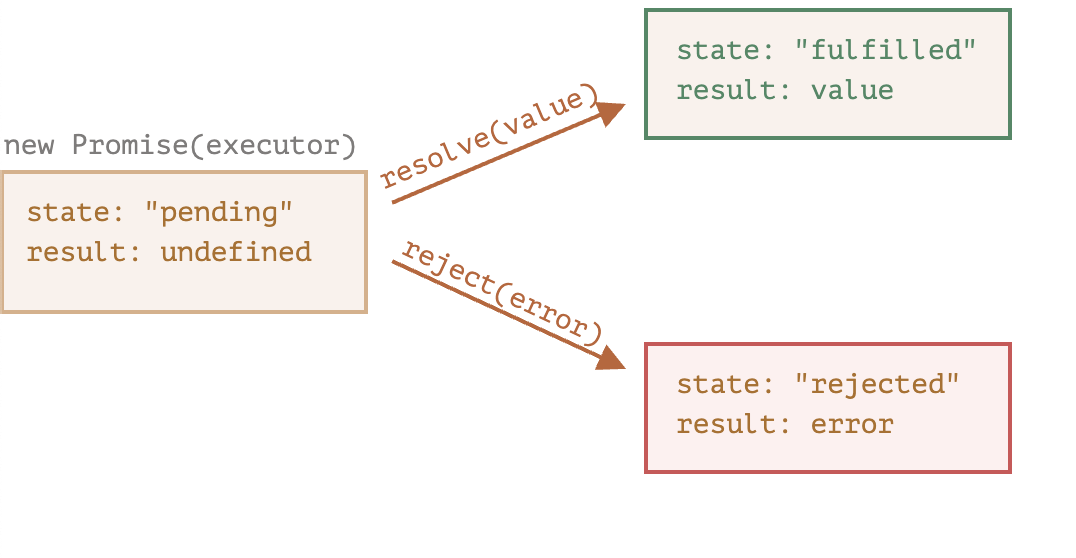 new Promise(executor)
state: "pending"
result: undefined
resolve(value)
reject(error)
state: "fulfilled"
result: value
state: "rejected"
result: error